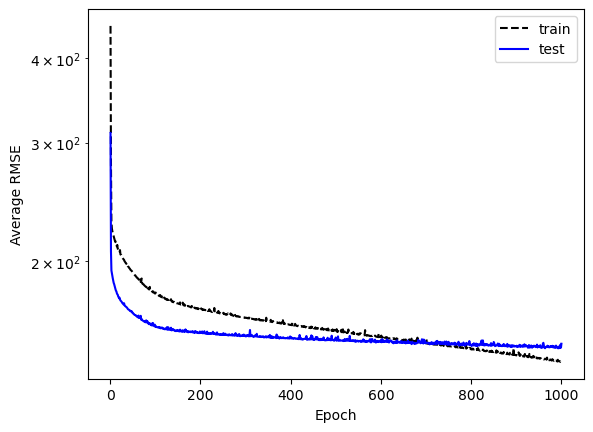 4 × 10²
3 × 10²
2 × 10²
Average RMSE
0 200 400 600 800 1000
Epoch
train
test